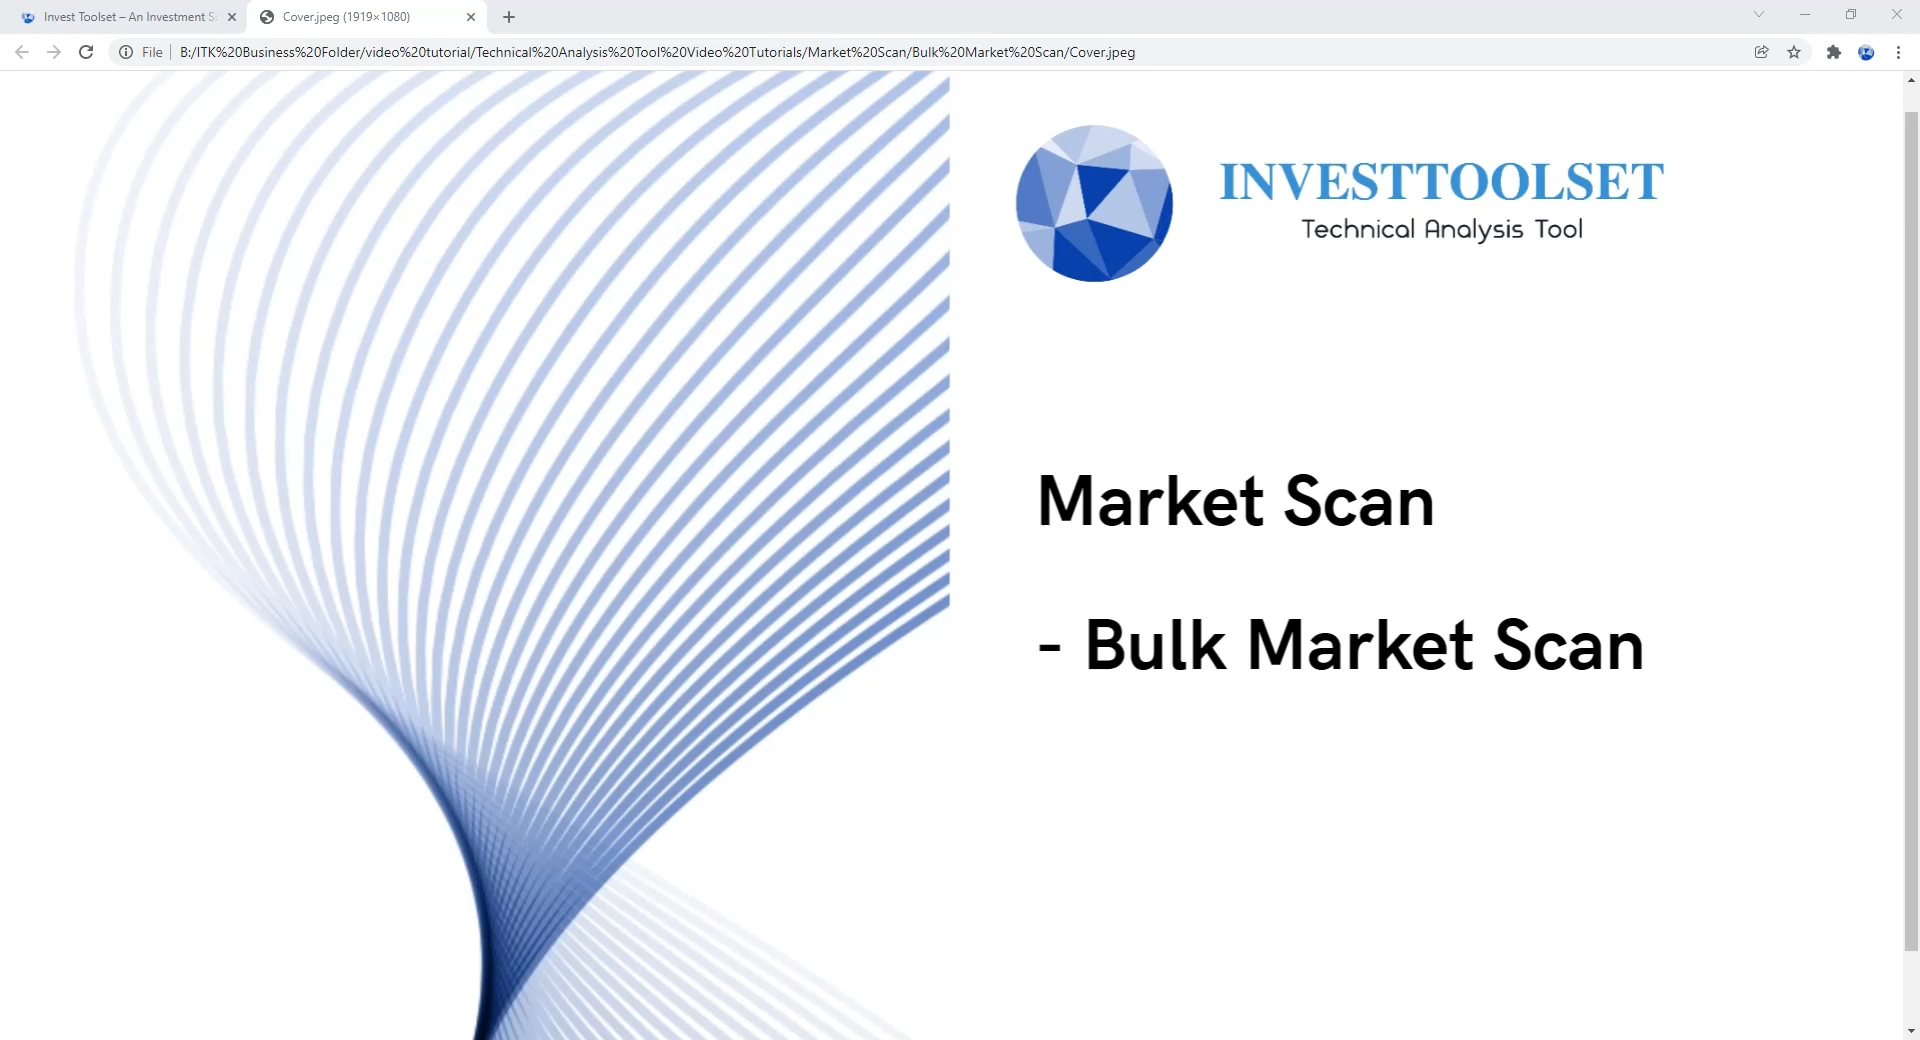 Invest Toolset – An Investment S
Cover.jpeg (1919×1080)
File
B:/ITK%20Business%20Folder/video%20tutorial/Technical%20Analysis%20Tool%20Video%20Tutorials/Market%20Scan/Bulk%20Market%20Scan/Cover.jpeg
INVESTTOOLSET
Technical Analysis Tool
Market Scan
- Bulk Market Scan